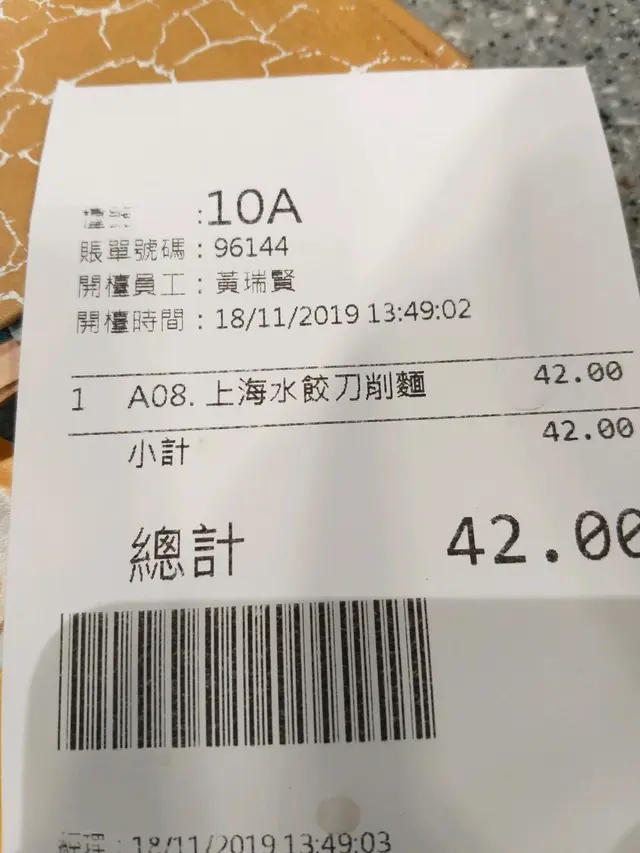 :10A
賬單號碼 : 96144
開檯員工 : 黃瑞賢
開檯時間 : 18/11/2019 13:49:02
1 A08. 上海水餃刀削麵 42.00
小計 42.00
總計 42.00
: 18/11/2019 13:49:03